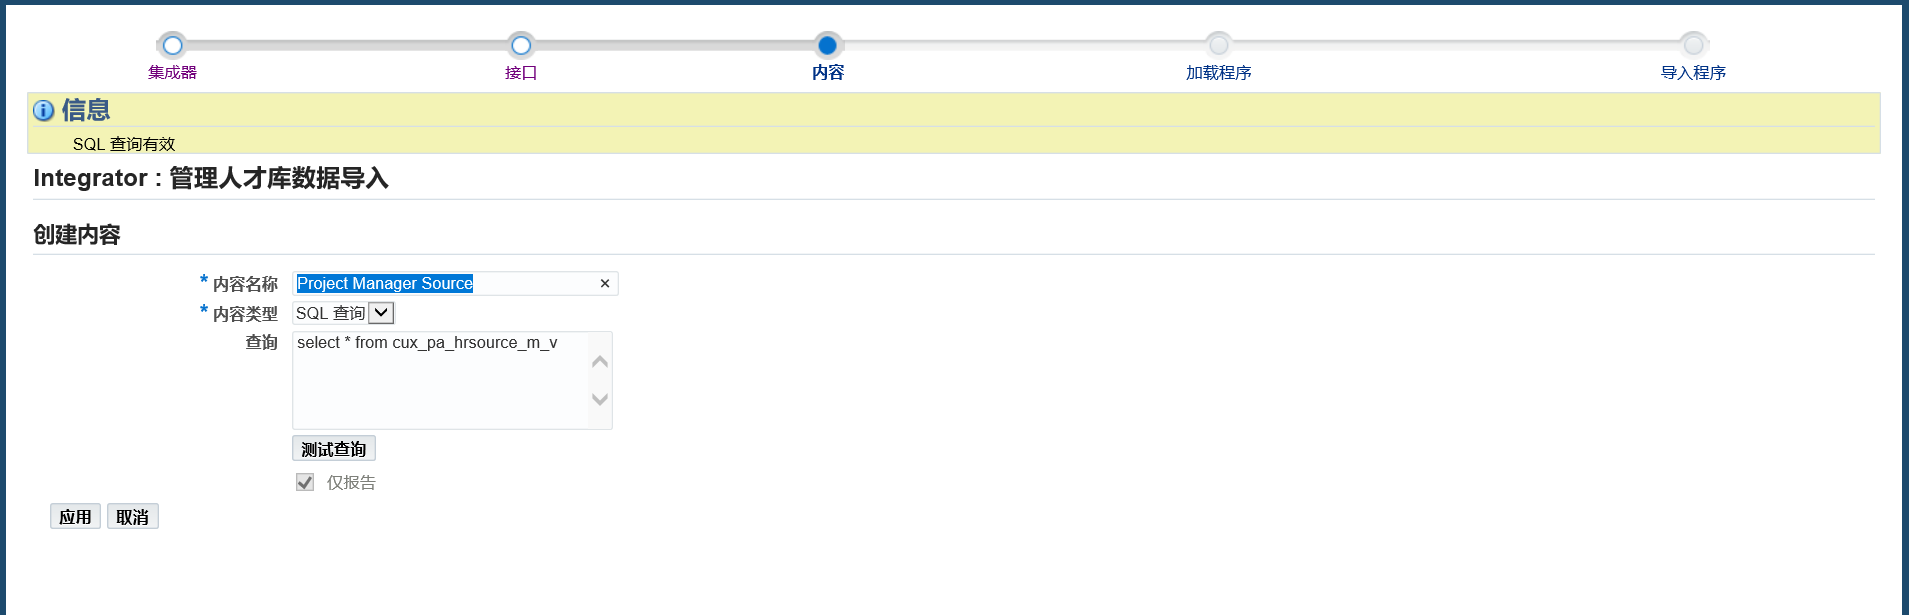 集成器 接口 内容 加载程序 导入程序
信息
SQL 查询有效
Integrator : 管理人才库数据导入
创建内容
* 内容名称 Project Manager Source ×
* 内容类型 SQL 查询
查询 select * from cux_pa_hrsource_m_v
测试查询
仅报告
应用 取消